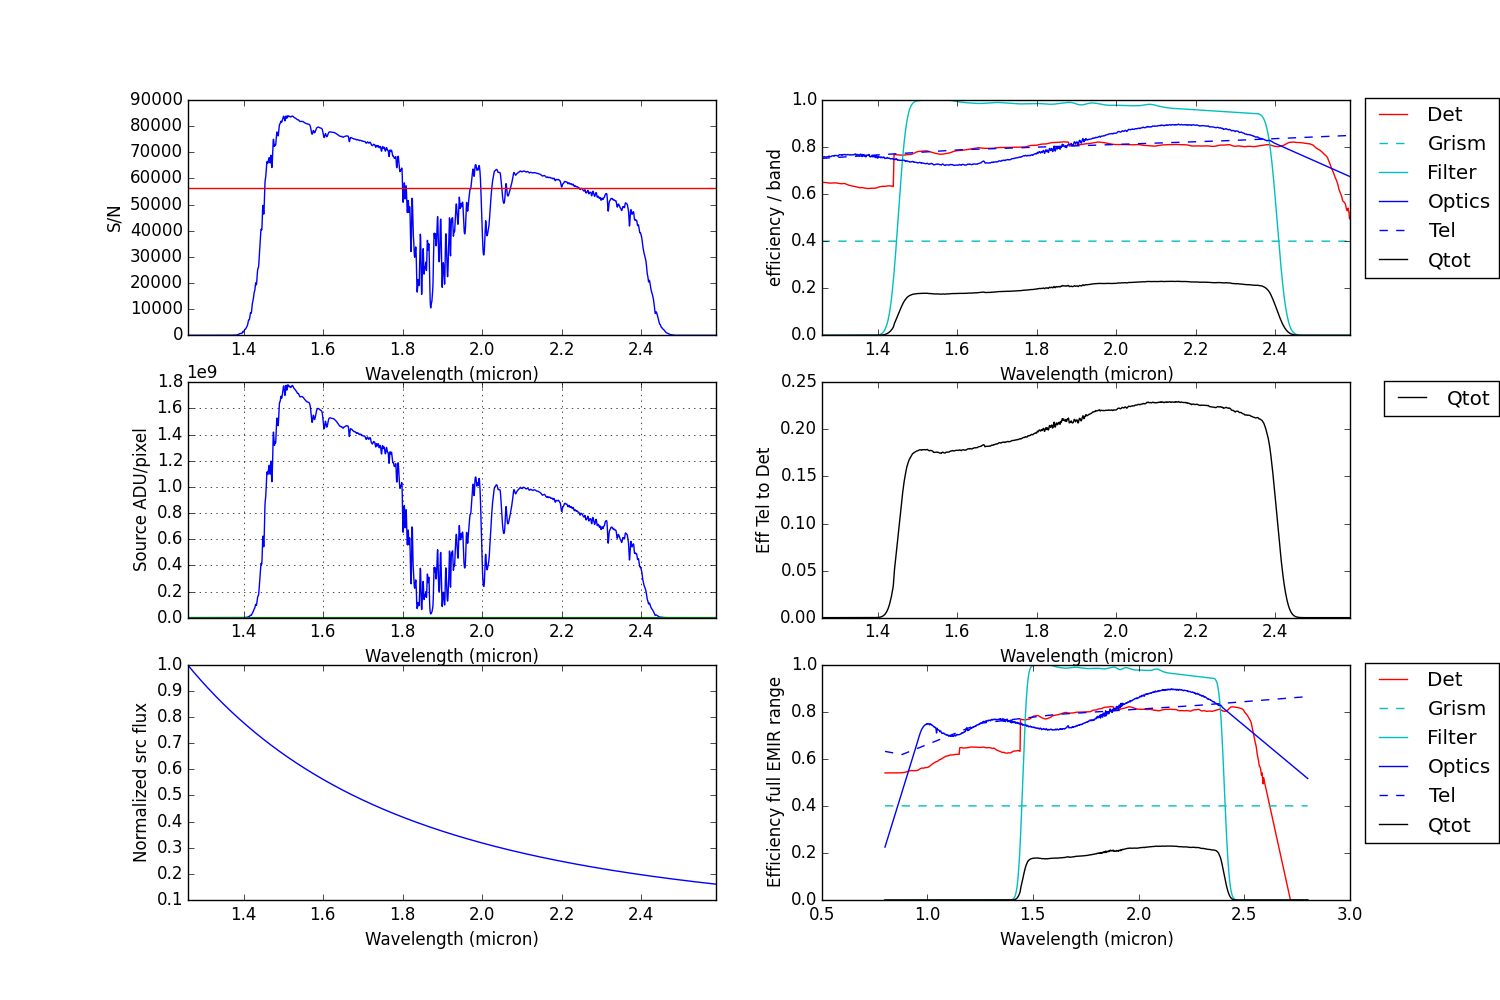 90000
80000
70000
60000
50000
40000
30000
20000
10000
0
S/N
1.4 1.6 1.8 2.0 2.2 2.4
Wavelength (micron)
1.0
0.8
0.6
0.4
0.2
0.0
efficiency / band
1.4 1.6 1.8 2.0 2.2 2.4
Wavelength (micron)
Det
Grism
Filter
Optics
Tel
Qtot
1e9
1.8
1.6
1.4
1.2
1.0
0.8
0.6
0.4
0.2
0.0
Source ADU/pixel
1.4 1.6 1.8 2.0 2.2 2.4
Wavelength (micron)
0.25
0.20
0.15
0.10
0.05
0.00
Eff Tel to Det
1.4 1.6 1.8 2.0 2.2 2.4
Wavelength (micron)
Qtot
1.0
0.9
0.8
0.7
0.6
0.5
0.4
0.3
0.2
0.1
Normalized src flux
1.4 1.6 1.8 2.0 2.2 2.4
Wavelength (micron)
1.0
0.8
0.6
0.4
0.2
0.0
Efficiency full EMIR range
0.5 1.0 1.5 2.0 2.5 3.0
Wavelength (micron)
Det
Grism
Filter
Optics
Tel
Qtot